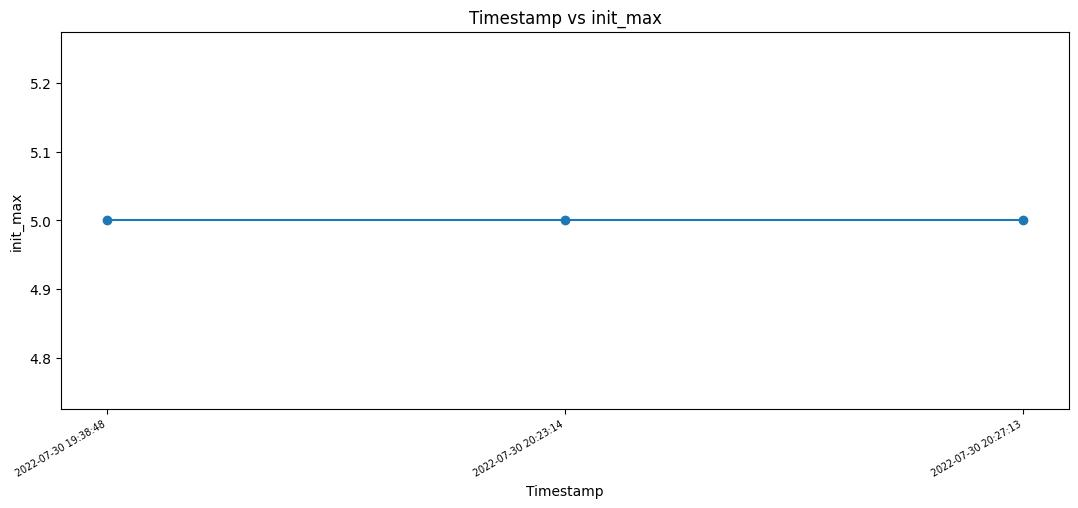 Timestamp vs init_max
5.2
5.1
5.0
4.9
4.8
init_max
2022-07-30 19:38:48
2022-07-30 20:23:14
2022-07-30 20:27:13
Timestamp